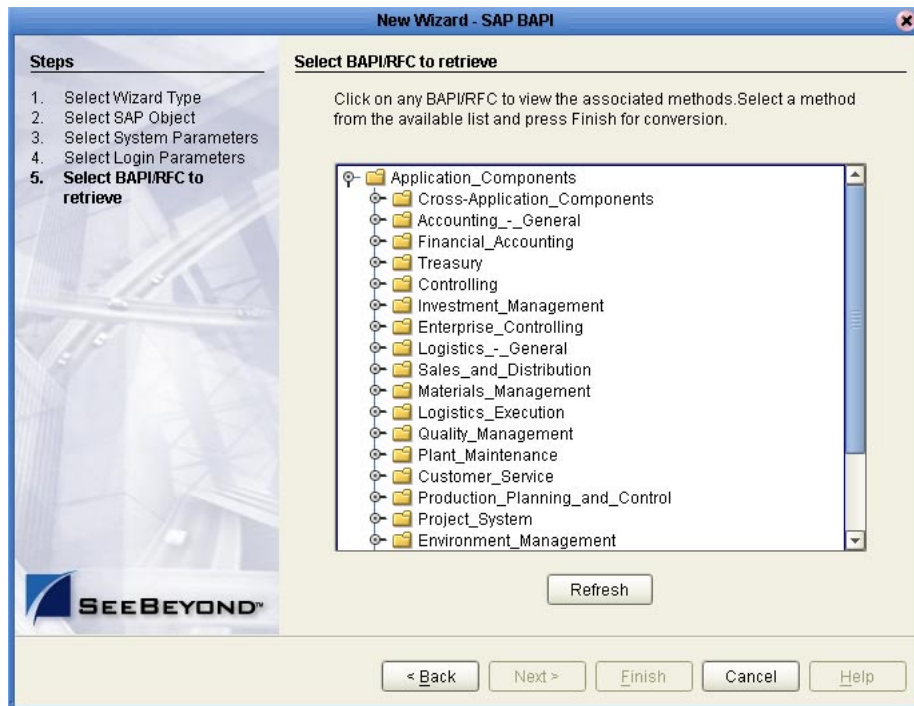 New Wizard - SAP BAPI
Steps
1. Select Wizard Type
2. Select SAP Object
3. Select System Parameters
4. Select Login Parameters
5. Select BAPI/RFC to
retrieve
Select BAPI/RFC to retrieve
Click on any BAPI/RFC to view the associated methods.Select a method
from the available list and press Finish for conversion.
Application_Components
Cross-Application_Components
Accounting_-_General
Financial_Accounting
Treasury
Controlling
Investment_Management
Enterprise_Controlling
Logistics_-_General
Sales_and_Distribution
Materials_Management
Logistics_Execution
Quality_Management
Plant_Maintenance
Customer_Service
Production_Planning_and_Control
Project_System
Environment_Management
Refresh
SEEBEYOND™
< Back
Next >
Finish
Cancel
Help